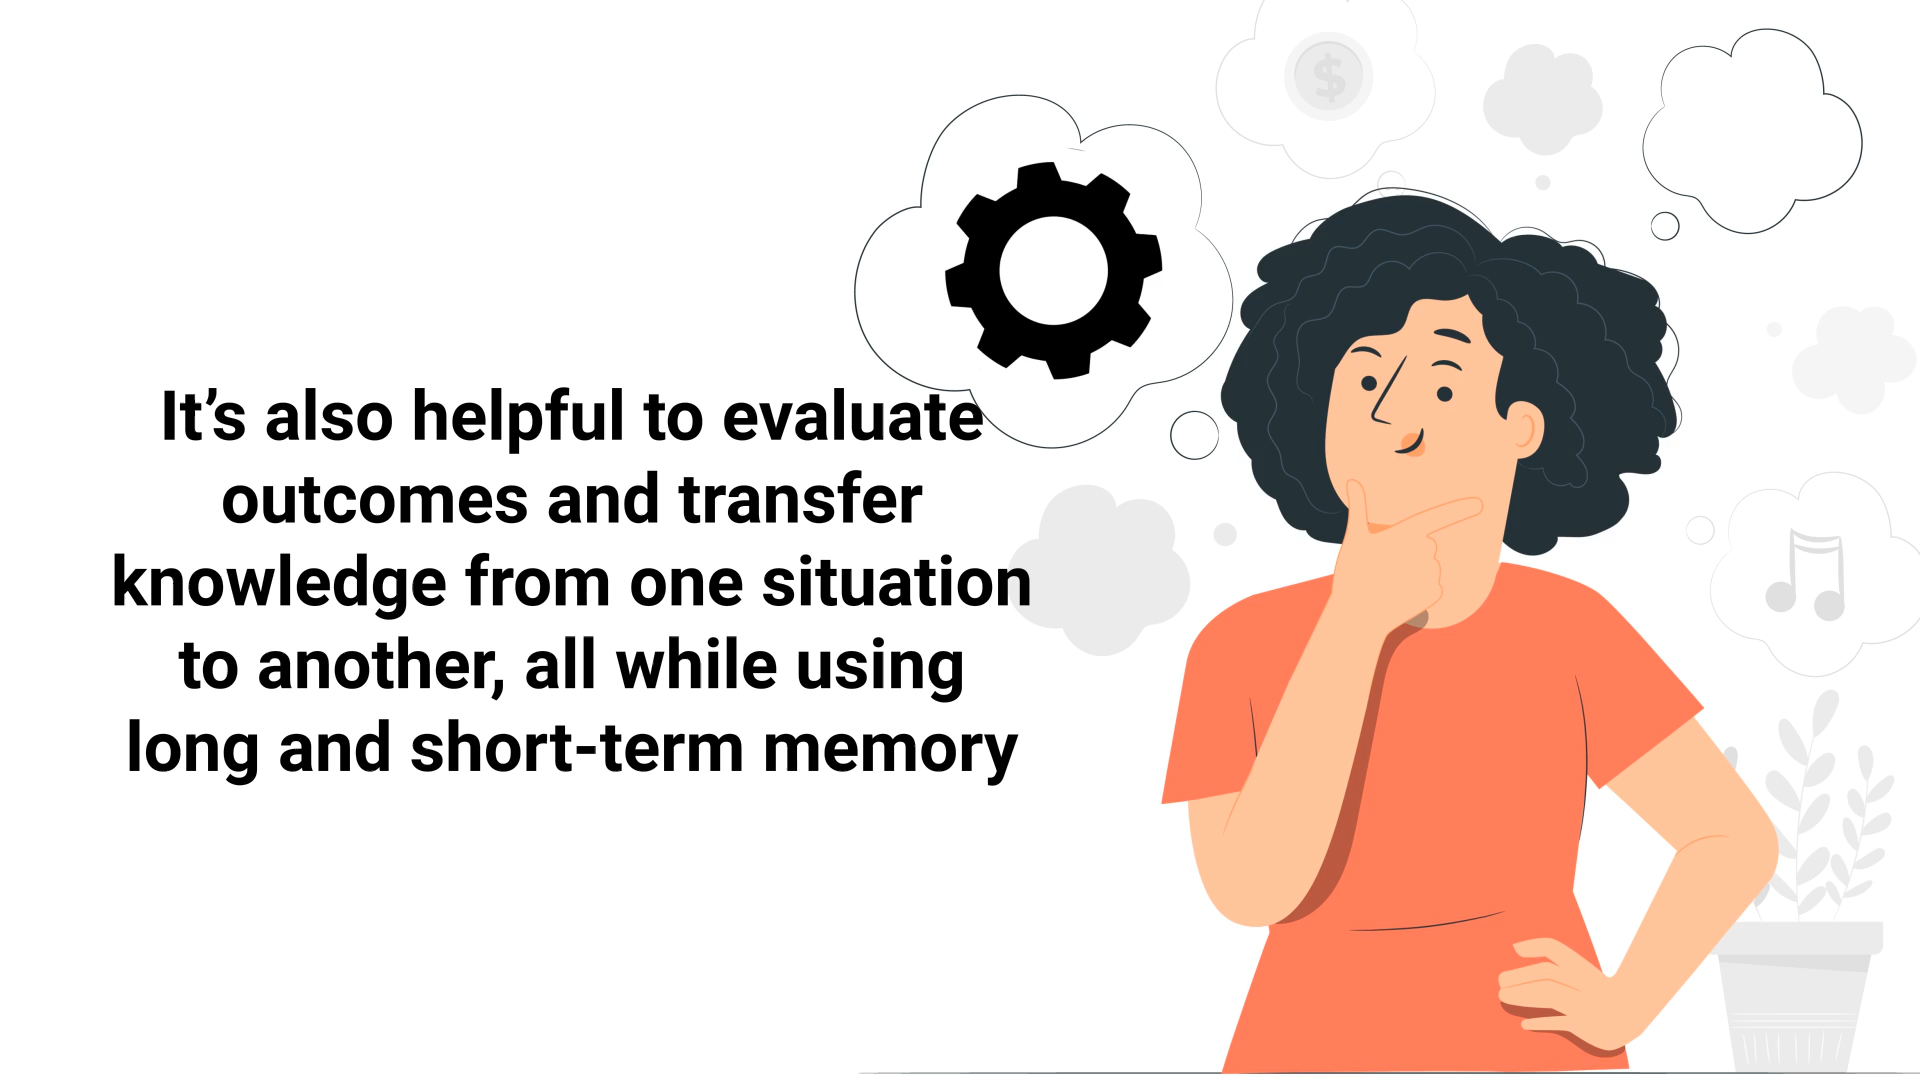 It’s also helpful to evaluate
outcomes and transfer
knowledge from one situation
to another, all while using
long and short-term memory
$